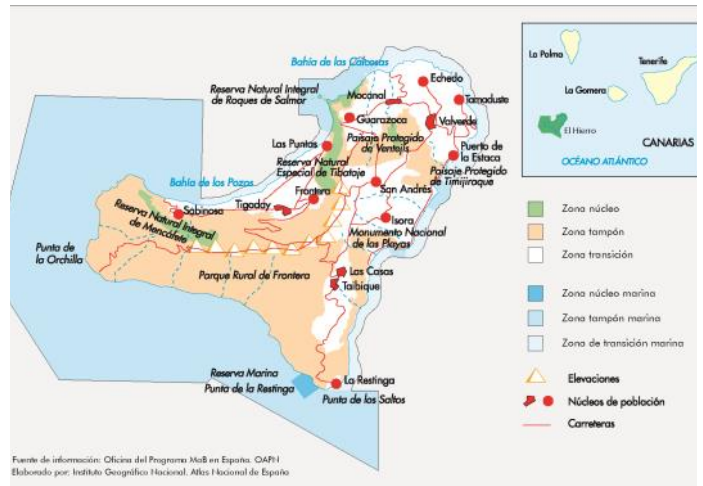 Bahía de las Cálcosas
Echedo
Mocanal
Reserva Natural Integral
de Roques de Salmor
Tamaduste
Guarazoca
Valverde
Las Puntas
Paisaje Protegido
de Ventejís
Puerto de
la Estaca
Reserva Natural
Especial de Tibataje
Paisaje Protegido
de Timijiraque
Bahía de los Pozos
Frontera
San Andrés
Tigaday
Sabinosa
Reserva Natural Integral
de Mencáfete
Isora
Monumento Nacional
de las Playas
Punta de
la Orchilla
Parque Rural de Frontera
Las Casas
Taibique
Reserva Marina
Punta de la Restinga
La Restinga
Punta de los Saltos
La Palma
Tenerife
La Gomera
El Hierro
CANARIAS
OCÉANO ATLÁNTICO
Zona núcleo
Zona tampón
Zona transición
Zona núcleo marina
Zona tampón marina
Zona de transición marina
Elevaciones
Núcleos de población
Carreteras
Fuente de información: Oficina del Programa MaB en España. OAPN
Elaborado por: Instituto Geográfico Nacional. Atlas Nacional de España